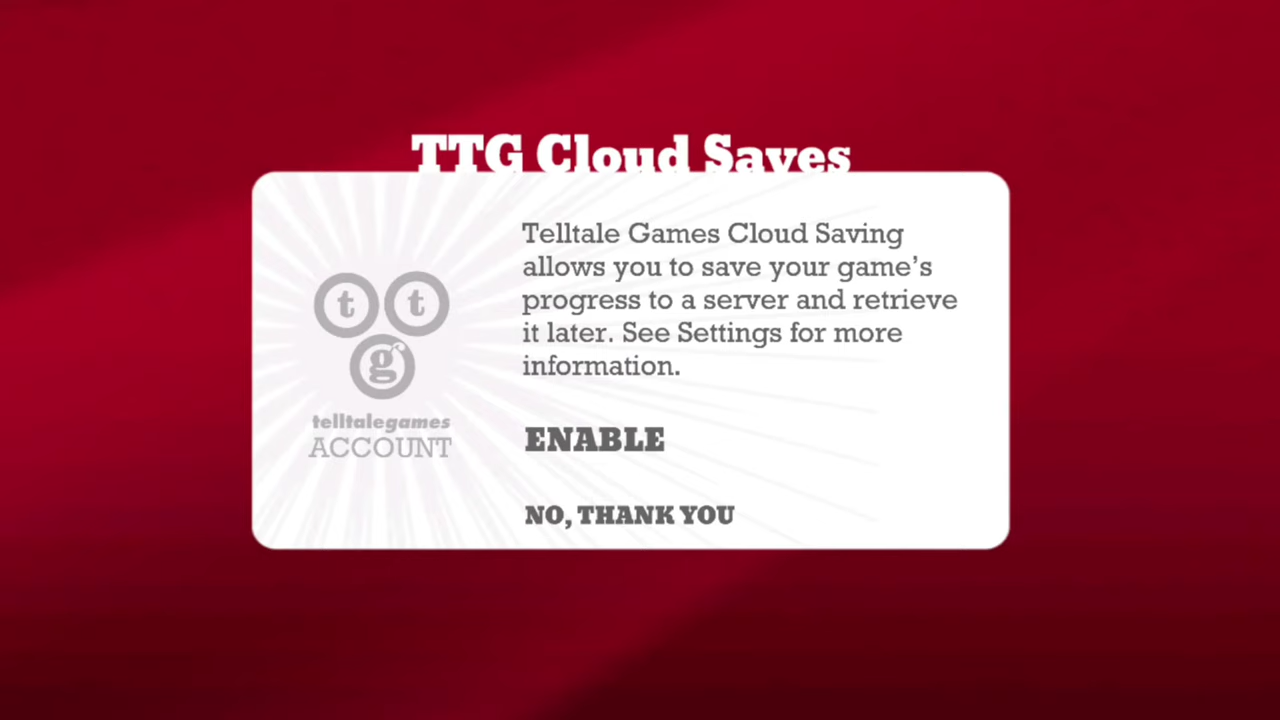 TTG Cloud Saves
Telltale Games Cloud Saving
allows you to save your game's
progress to a server and retrieve
it later. See Settings for more
information.
t t
g
telltalegames
ACCOUNT
ENABLE
NO, THANK YOU